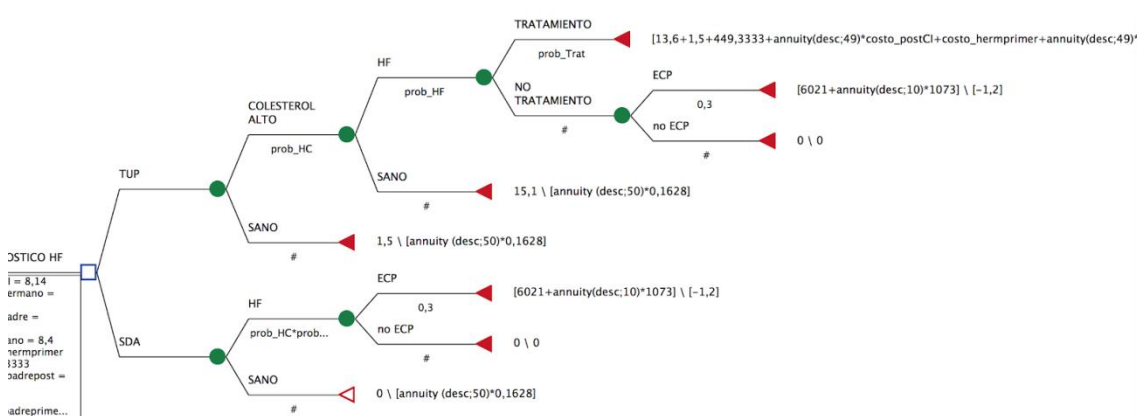 TRATAMIENTO
[13,6+1,5+449,3333+annuity(desc;49)*costo_postCI+costo_hermprimer+annuity(desc;49)*
prob_Trat
HF
prob_HF
NO
TRATAMIENTO
#
ECP
[6021+annuity(desc;10)*1073] \ [-1,2]
0,3
no ECP
0 \ 0
#
COLESTEROL
ALTO
prob_HC
SANO
15,1 \ [annuity (desc;50)*0,1628]
#
TUP
SANO
1,5 \ [annuity (desc;50)*0,1628]
#
OSTICO HF
l = 8,14
ermano =
adre =
ano = 8,4
hermprimer
3333
padrepost =
padreprime...
SDA
HF
prob_HC*prob...
ECP
[6021+annuity(desc;10)*1073] \ [-1,2]
0,3
no ECP
0 \ 0
#
SANO
0 \ [annuity (desc;50)*0,1628]
#